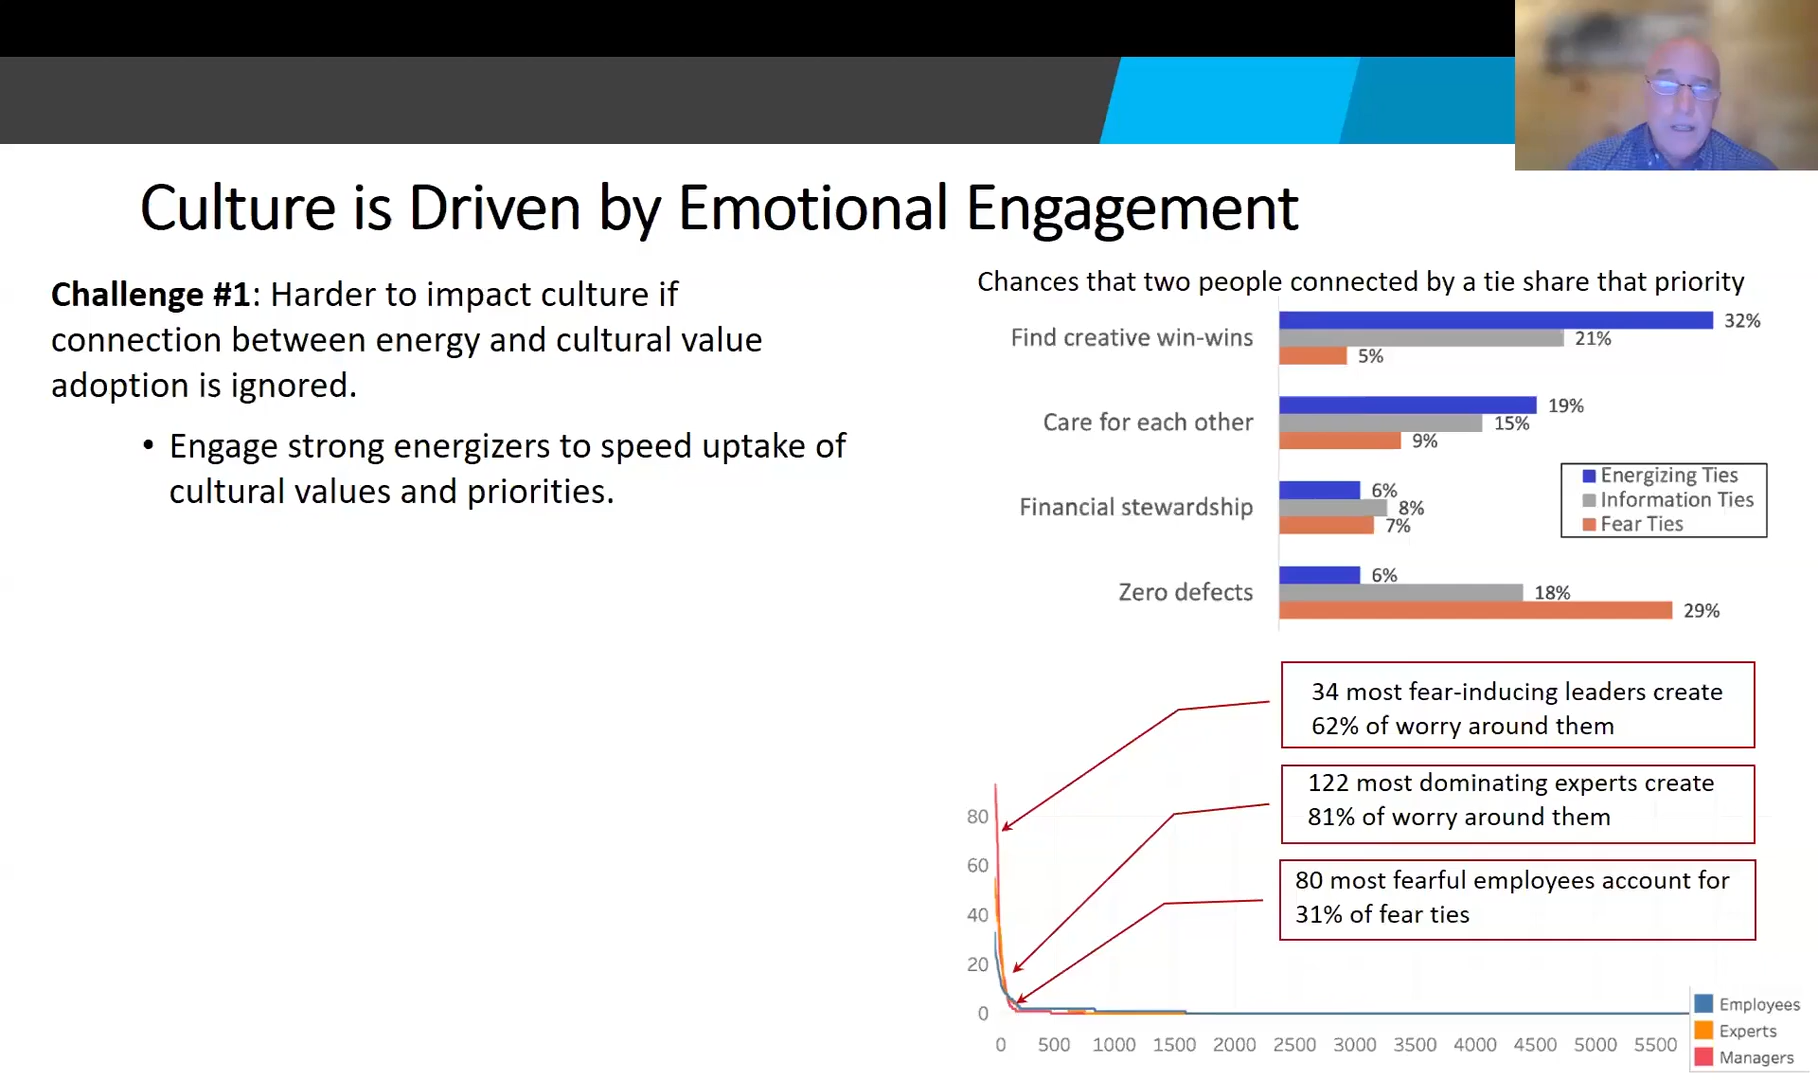 Culture is Driven by Emotional Engagement
Challenge #1: Harder to impact culture if
connection between energy and cultural value
adoption is ignored.
• Engage strong energizers to speed uptake of
cultural values and priorities.
Chances that two people connected by a tie share that priority
Find creative win-wins
32%
21%
5%
Care for each other
19%
15%
9%
Financial stewardship
6%
8%
7%
Zero defects
6%
18%
29%
Energizing Ties
Information Ties
Fear Ties
34 most fear-inducing leaders create
62% of worry around them
122 most dominating experts create
81% of worry around them
80 most fearful employees account for
31% of fear ties
80
60
40
20
0
0 500 1000 1500 2000 2500 3000 3500 4000 4500 5000 5500
Employees
Experts
Managers